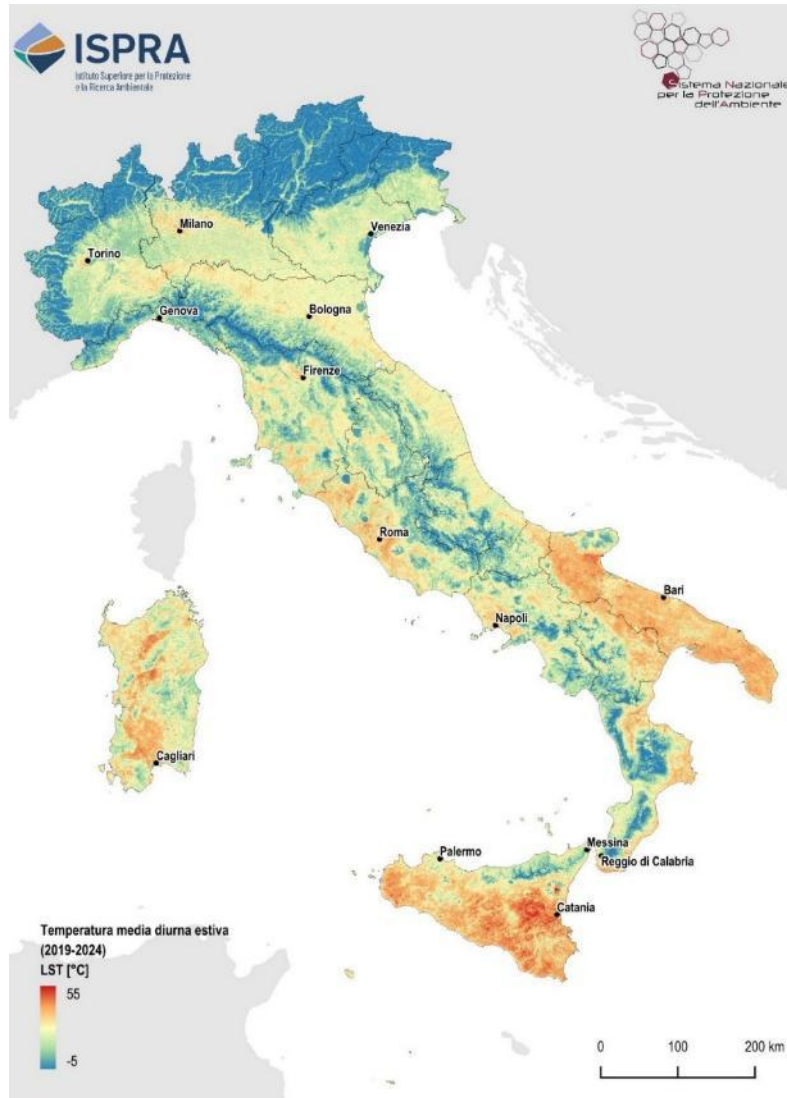 ISPRA
Istituto Superiore per la Protezione
e la Ricerca Ambientale
Sistema Nazionale
per la Protezione
dell'Ambiente
Milano
Venezia
Torino
Genova
Bologna
Firenze
Roma
Bari
Napoli
Cagliari
Messina
Palermo
Reggio di Calabria
Catania
Temperatura media diurna estiva
(2019-2024)
LST [°C]
55
-5
0 100 200 km